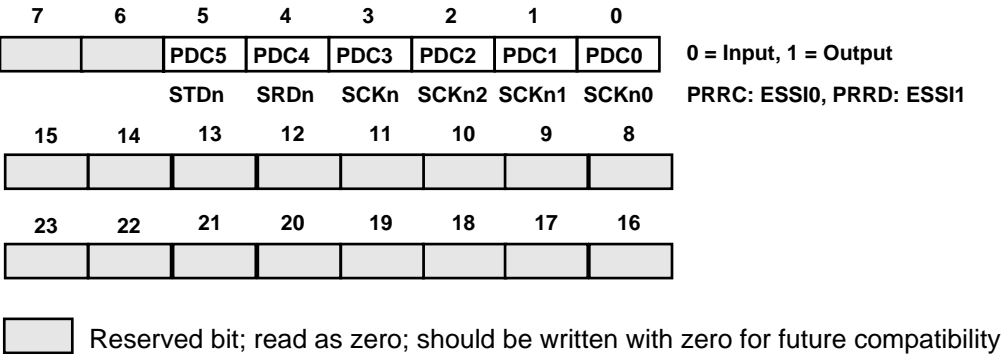 7 6 5 4 3 2 1 0
PDC5 PDC4 PDC3 PDC2 PDC1 PDC0 0 = Input, 1 = Output
STDn SRDn SCKn SCKn2 SCKn1 SCKn0 PRRC: ESSI0, PRRD: ESSI1
15 14 13 12 11 10 9 8
23 22 21 20 19 18 17 16
Reserved bit; read as zero; should be written with zero for future compatibility